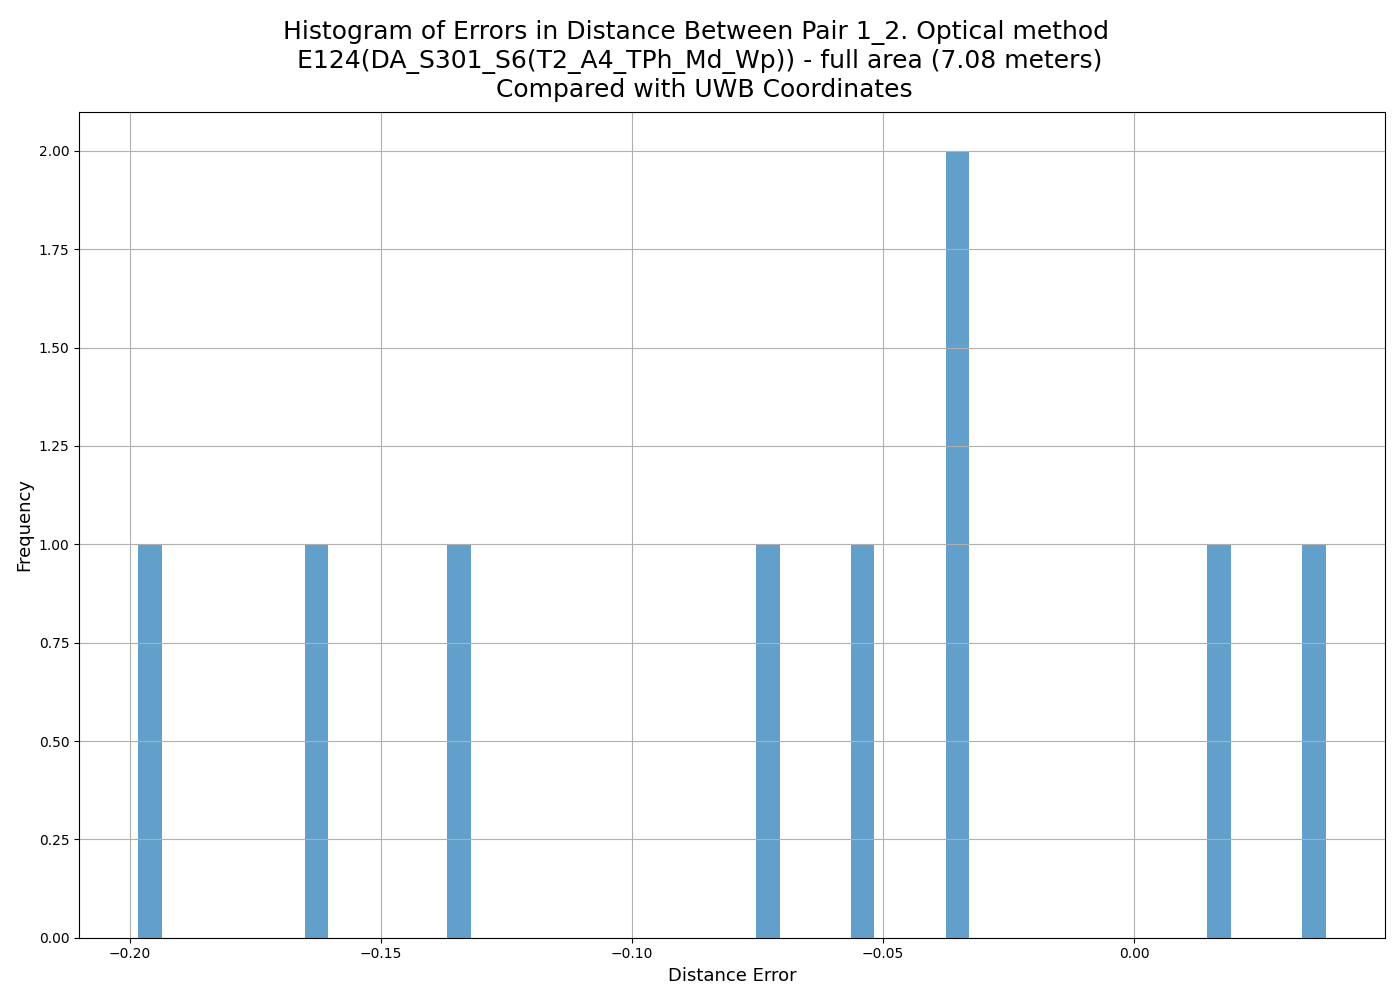 Histogram of Errors in Distance Between Pair 1_2. Optical method
E124(DA_S301_S6(T2_A4_TPh_Md_Wp)) - full area (7.08 meters)
Compared with UWB Coordinates
2.00
1.75
1.50
1.25
1.00
0.75
0.50
0.25
0.00
Frequency
−0.20 −0.15 −0.10 −0.05 0.00
Distance Error